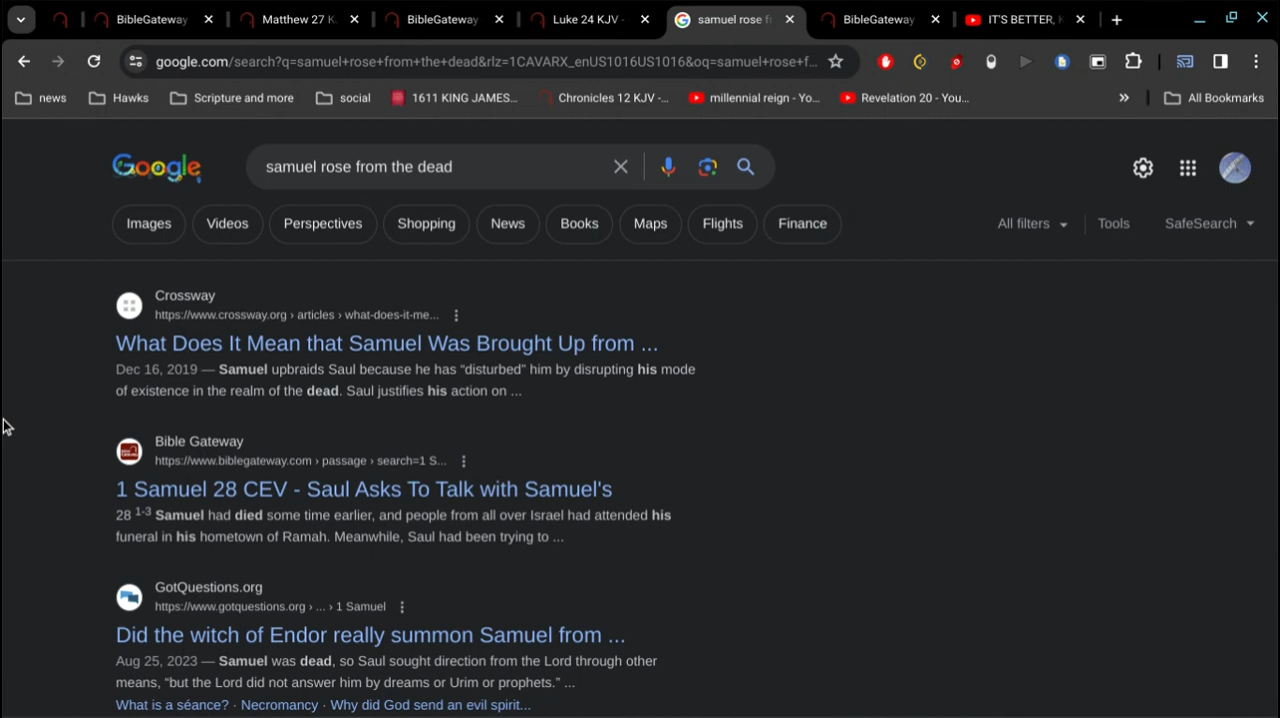 BibleGateway
Matthew 27 K
BibleGateway
Luke 24 KJV -
samuel rose f
BibleGateway
IT'S BETTER,
google.com/search?q=samuel+rose+from+the+dead&rlz=1CAVARX_enUS1016US1016&oq=samuel+rose+f...
news
Hawks
Scripture and more
social
1611 KING JAMES...
Chronicles 12 KJV -...
millennial reign - Yo...
Revelation 20 - You...
»
All Bookmarks
Google
samuel rose from the dead
Images
Videos
Perspectives
Shopping
News
Books
Maps
Flights
Finance
All filters
Tools
SafeSearch
Crossway
https://www.crossway.org › articles › what-does-it-me...
What Does It Mean that Samuel Was Brought Up from ...
Dec 16, 2019 — Samuel upbraids Saul because he has “disturbed” him by disrupting his mode
of existence in the realm of the dead. Saul justifies his action on ...
Bible Gateway
https://www.biblegateway.com › passage › search=1 S...
1 Samuel 28 CEV - Saul Asks To Talk with Samuel's
28 1-3 Samuel had died some time earlier, and people from all over Israel had attended his
funeral in his hometown of Ramah. Meanwhile, Saul had been trying to ...
GotQuestions.org
https://www.gotquestions.org › ... › 1 Samuel
Did the witch of Endor really summon Samuel from ...
Aug 25, 2023 — Samuel was dead, so Saul sought direction from the Lord through other
means, “but the Lord did not answer him by dreams or Urim or prophets.” ...
What is a séance? · Necromancy · Why did God send an evil spirit...